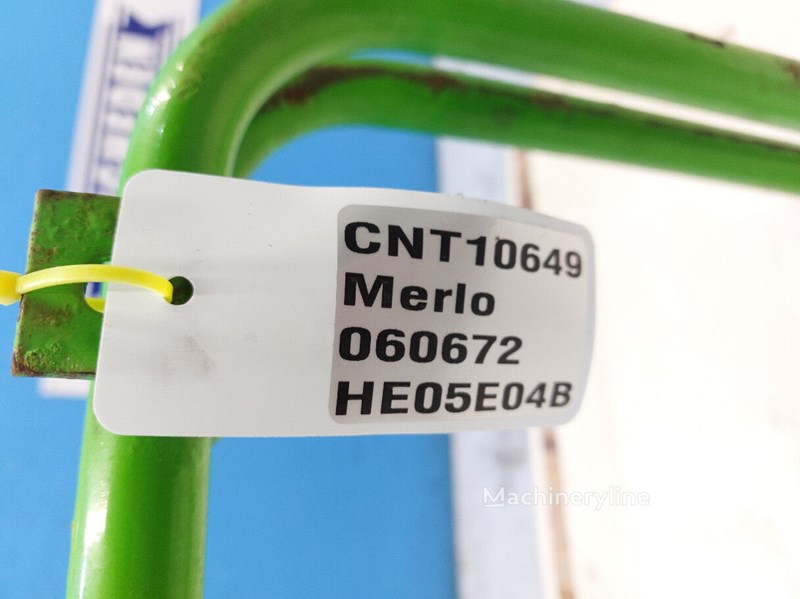 CNT10649
Merlo
060672
HE05E04B
Machineryline